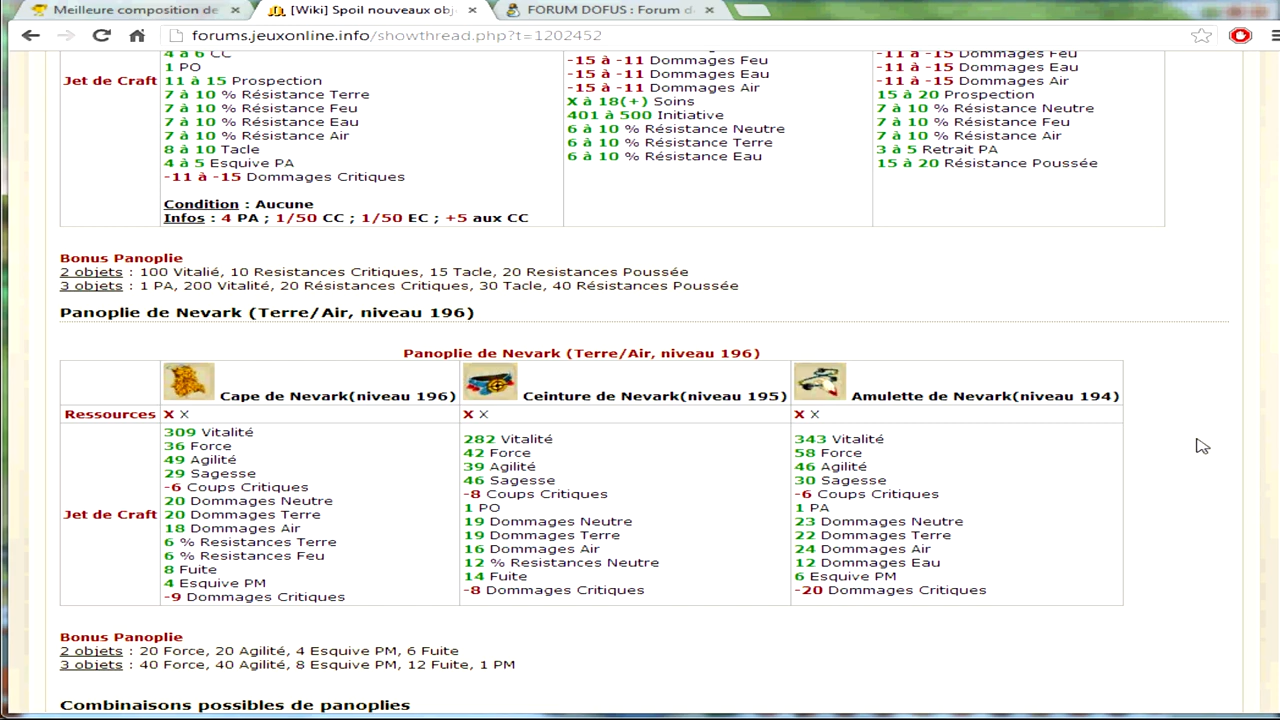 Meilleure composition de
[Wiki] Spoil nouveaux obj
FORUM DOFUS : Forum d
forums.jeuxonline.info/showthread.php?t=1202452
Jet de Craft
4 à 6 CC
1 PO
11 à 15 Prospection
7 à 10 % Résistance Terre
7 à 10 % Résistance Feu
7 à 10 % Résistance Eau
7 à 10 % Résistance Air
8 à 10 Tacle
4 à 5 Esquive PA
-11 à -15 Dommages Critiques
Condition : Aucune
Infos : 4 PA ; 1/50 CC ; 1/50 EC ; +5 aux CC
-15 à -11 Dommages Feu
-15 à -11 Dommages Eau
-15 à -11 Dommages Air
X à 18(+) Soins
401 à 500 Initiative
6 à 10 % Résistance Neutre
6 à 10 % Résistance Terre
6 à 10 % Résistance Eau
-11 à -15 Dommages Feu
-11 à -15 Dommages Eau
-11 à -15 Dommages Air
15 à 20 Prospection
7 à 10 % Résistance Neutre
7 à 10 % Résistance Feu
7 à 10 % Résistance Air
3 à 5 Retrait PA
15 à 20 Résistance Poussée
Bonus Panoplie
2 objets : 100 Vitalié, 10 Resistances Critiques, 15 Tacle, 20 Resistances Poussée
3 objets : 1 PA, 200 Vitalité, 20 Résistances Critiques, 30 Tacle, 40 Résistances Poussée
Panoplie de Nevark (Terre/Air, niveau 196)
Panoplie de Nevark (Terre/Air, niveau 196)
Cape de Nevark(niveau 196)
Ceinture de Nevark(niveau 195)
Amulette de Nevark(niveau 194)
Ressources
X X
X X
X X
Jet de Craft
309 Vitalité
36 Force
49 Agilité
29 Sagesse
-6 Coups Critiques
20 Dommages Neutre
20 Dommages Terre
18 Dommages Air
6 % Resistances Terre
6 % Resistances Feu
8 Fuite
4 Esquive PM
-9 Dommages Critiques
282 Vitalité
42 Force
39 Agilité
46 Sagesse
-8 Coups Critiques
1 PO
19 Dommages Neutre
19 Dommages Terre
16 Dommages Air
12 % Resistances Neutre
14 Fuite
-8 Dommages Critiques
343 Vitalité
58 Force
46 Agilité
30 Sagesse
-6 Coups Critiques
1 PA
23 Dommages Neutre
22 Dommages Terre
24 Dommages Air
12 Dommages Eau
6 Esquive PM
-20 Dommages Critiques
Bonus Panoplie
2 objets : 20 Force, 20 Agilité, 4 Esquive PM, 6 Fuite
3 objets : 40 Force, 40 Agilité, 8 Esquive PM, 12 Fuite, 1 PM
Combinaisons possibles de panoplies